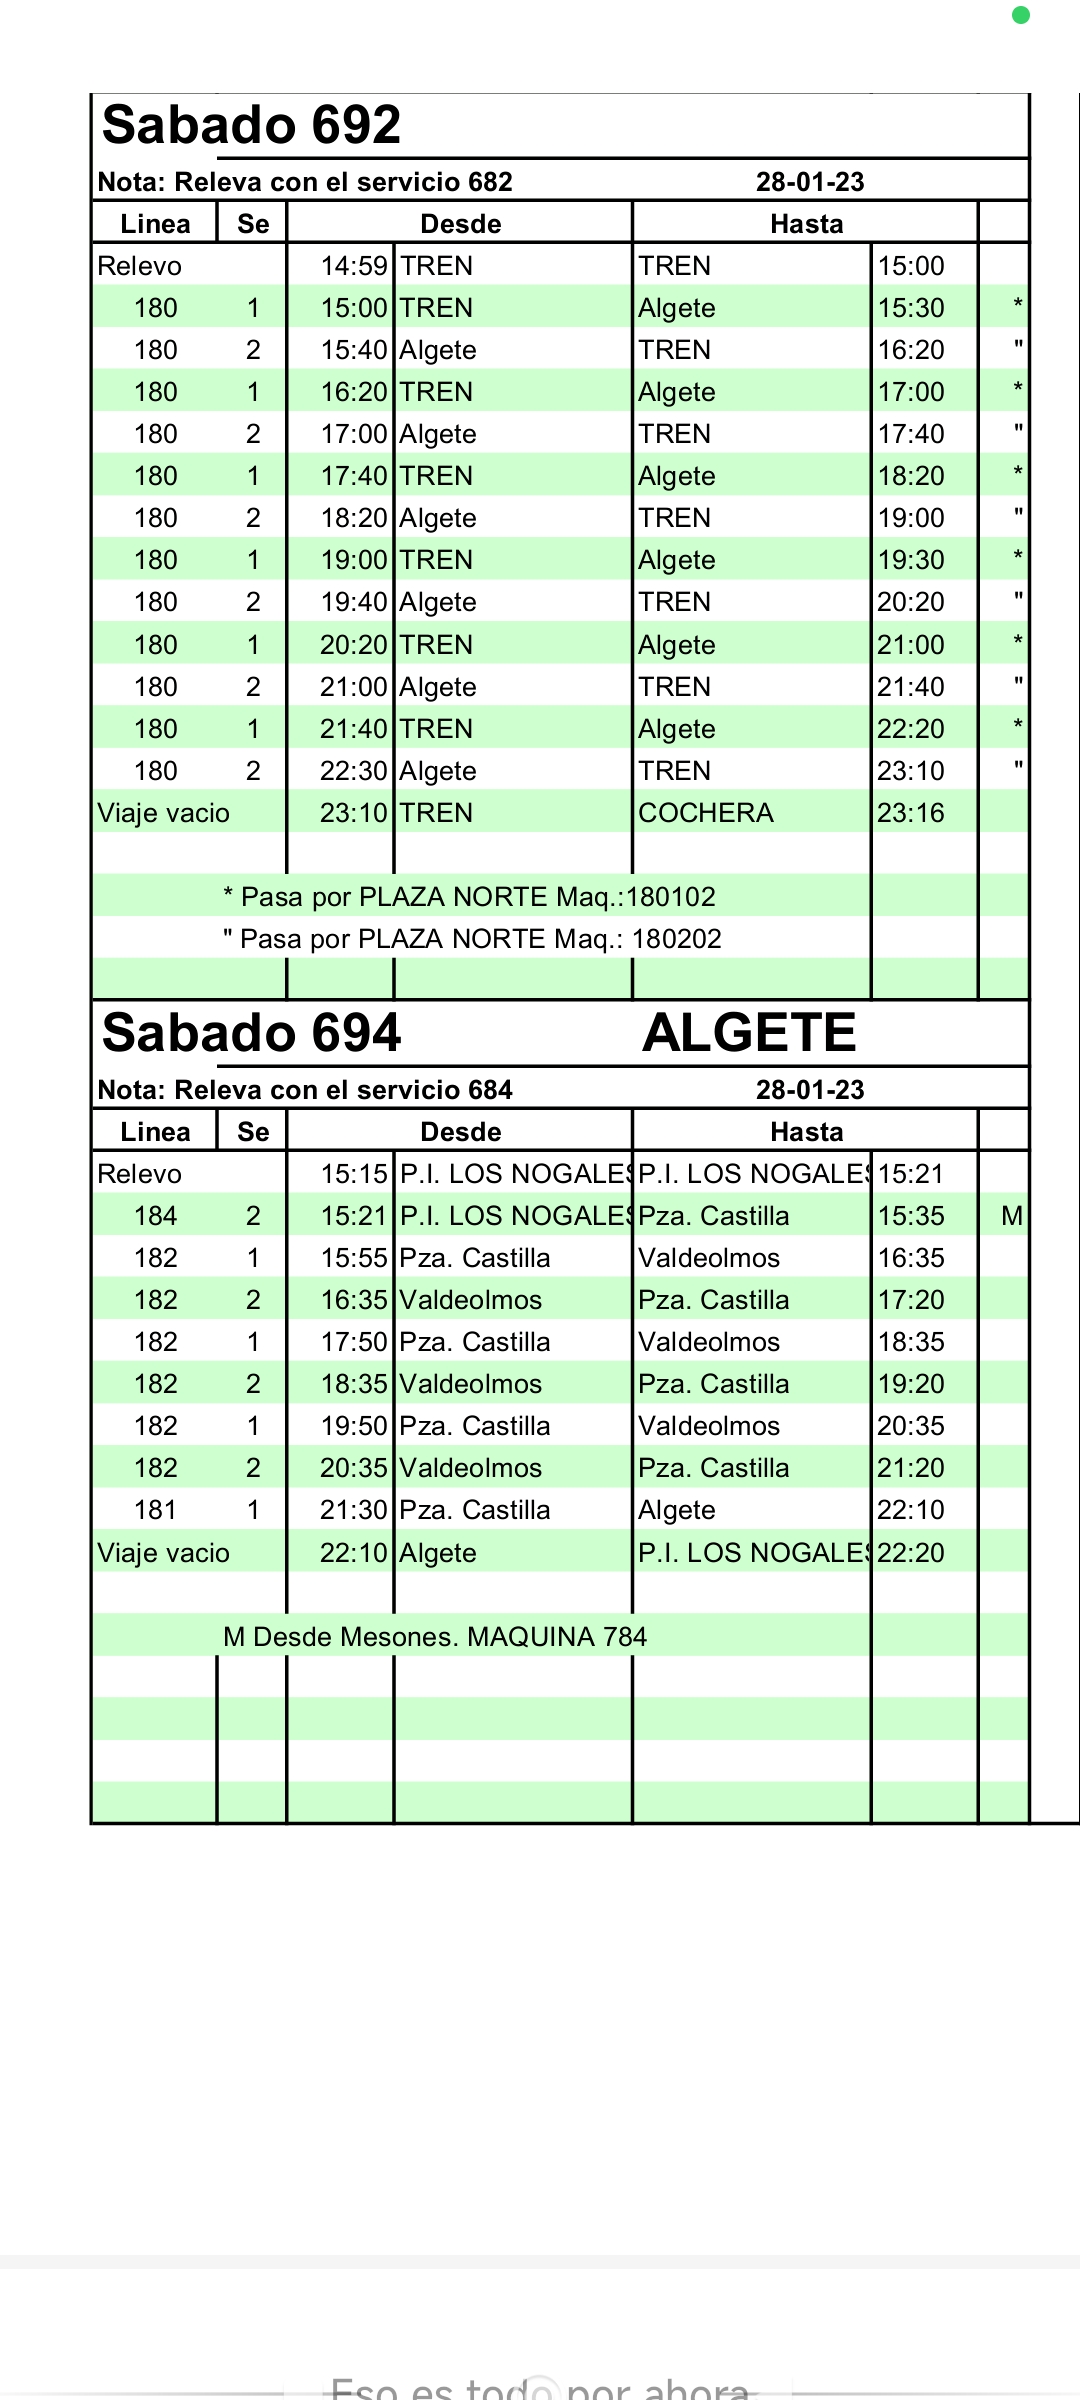 Sabado 692
Nota: Releva con el servicio 682 28-01-23
Linea Se Desde Hasta
Relevo 14:59 TREN TREN 15:00
180 1 15:00 TREN Algete 15:30 *
180 2 15:40 Algete TREN 16:20 "
180 1 16:20 TREN Algete 17:00 *
180 2 17:00 Algete TREN 17:40 "
180 1 17:40 TREN Algete 18:20 *
180 2 18:20 Algete TREN 19:00 "
180 1 19:00 TREN Algete 19:30 *
180 2 19:40 Algete TREN 20:20 "
180 1 20:20 TREN Algete 21:00 *
180 2 21:00 Algete TREN 21:40 "
180 1 21:40 TREN Algete 22:20 *
180 2 22:30 Algete TREN 23:10 "
Viaje vacio 23:10 TREN COCHERA 23:16
* Pasa por PLAZA NORTE Maq.:180102
" Pasa por PLAZA NORTE Maq.: 180202
Sabado 694 ALGETE
Nota: Releva con el servicio 684 28-01-23
Linea Se Desde Hasta
Relevo 15:15 P.I. LOS NOGALES P.I. LOS NOGALES 15:21
184 2 15:21 P.I. LOS NOGALES Pza. Castilla 15:35 M
182 1 15:55 Pza. Castilla Valdeolmos 16:35
182 2 16:35 Valdeolmos Pza. Castilla 17:20
182 1 17:50 Pza. Castilla Valdeolmos 18:35
182 2 18:35 Valdeolmos Pza. Castilla 19:20
182 1 19:50 Pza. Castilla Valdeolmos 20:35
182 2 20:35 Valdeolmos Pza. Castilla 21:20
181 1 21:30 Pza. Castilla Algete 22:10
Viaje vacio 22:10 Algete P.I. LOS NOGALES 22:20
M Desde Mesones. MAQUINA 784
Eso es todo por ahora